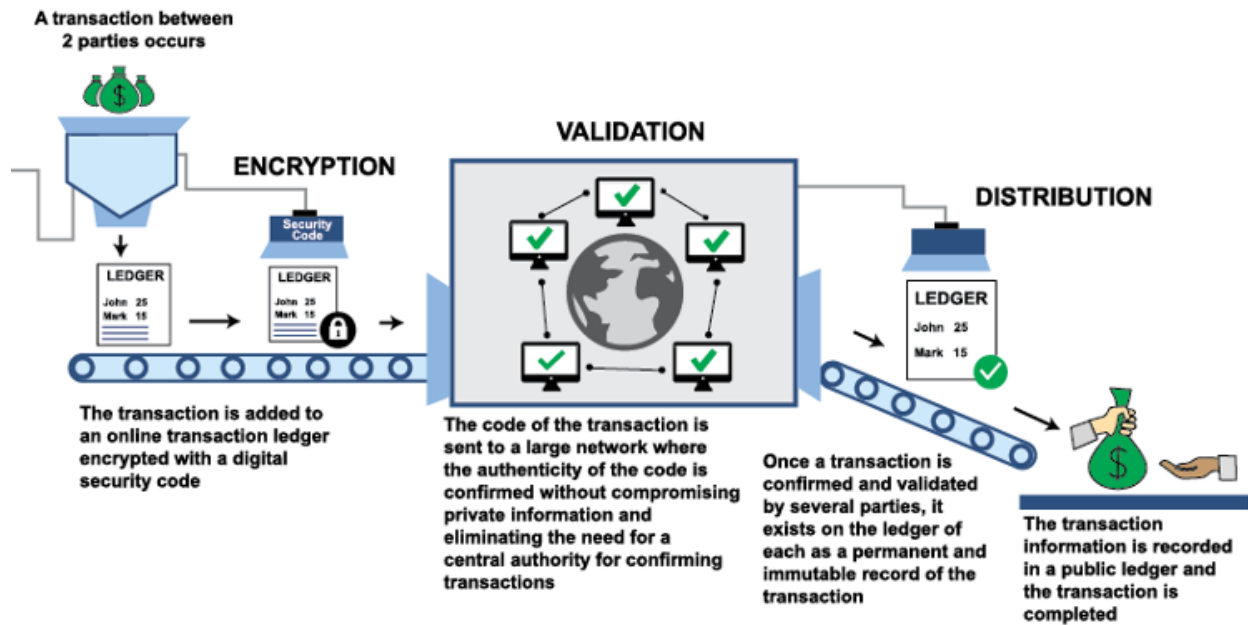 A transaction between
2 parties occurs
ENCRYPTION
Security
Code
LEDGER
John 25
Mark 15
LEDGER
John 25
Mark 15
The transaction is added to
an online transaction ledger
encrypted with a digital
security code
VALIDATION
The code of the transaction is
sent to a large network where
the authenticity of the code is
confirmed without compromising
private information and
eliminating the need for a
central authority for confirming
transactions
DISTRIBUTION
LEDGER
John 25
Mark 15
Once a transaction is
confirmed and validated
by several parties, it
exists on the ledger of
each as a permanent and
immutable record of the
transaction
$
$
The transaction
information is recorded
in a public ledger and
the transaction is
completed